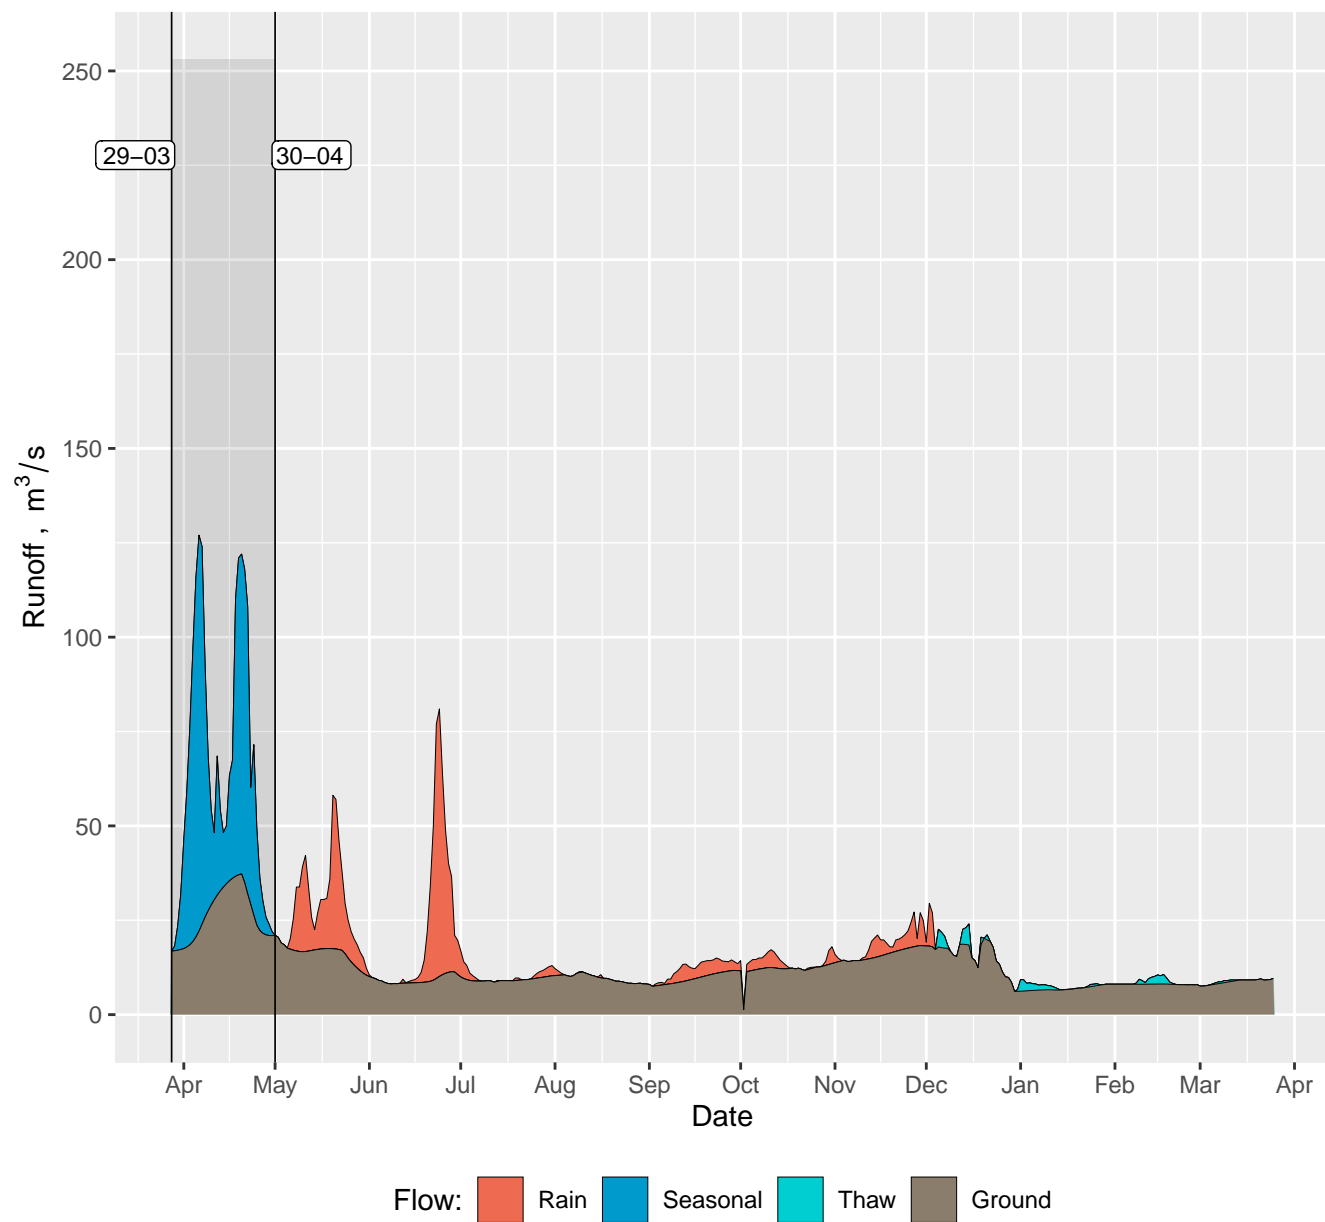 250
200
150
100
50
0
Runoff , m³/s
29−03
30−04
Apr May Jun Jul Aug Sep Oct Nov Dec Jan Feb Mar Apr
Date
Flow: Rain Seasonal Thaw Ground